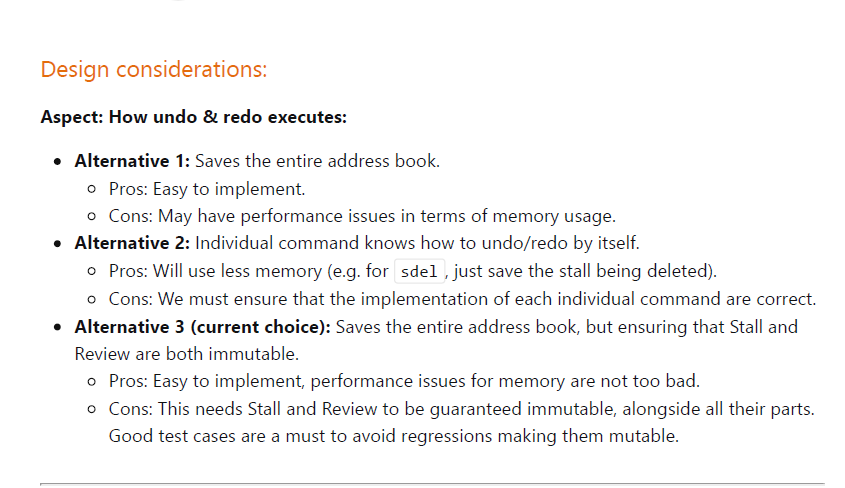 Design considerations:
Aspect: How undo & redo executes:
Alternative 1: Saves the entire address book.
Pros: Easy to implement.
Cons: May have performance issues in terms of memory usage.
Alternative 2: Individual command knows how to undo/redo by itself.
Pros: Will use less memory (e.g. for sdel , just save the stall being deleted).
Cons: We must ensure that the implementation of each individual command are correct.
Alternative 3 (current choice): Saves the entire address book, but ensuring that Stall and
Review are both immutable.
Pros: Easy to implement, performance issues for memory are not too bad.
Cons: This needs Stall and Review to be guaranteed immutable, alongside all their parts.
Good test cases are a must to avoid regressions making them mutable.